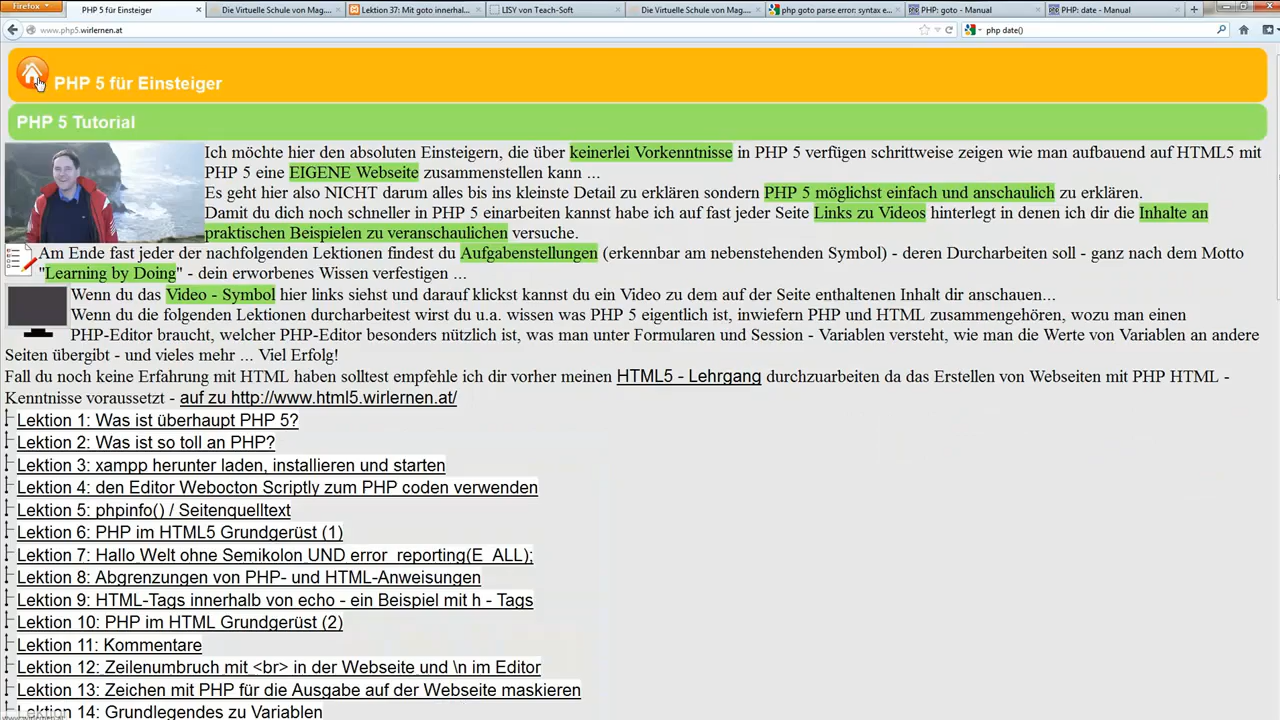 Firefox
PHP 5 für Einsteiger
Die Virtuelle Schule von Mag....
Lektion 37: Mit goto innerhal...
LISY von Teach-Soft
Die Virtuelle Schule von Mag....
php goto parse error: syntax e...
PHP: goto - Manual
PHP: date - Manual
www.php5.wirlernen.at
php date()
PHP 5 für Einsteiger
PHP 5 Tutorial
Ich möchte hier den absoluten Einsteigern, die über keinerlei Vorkenntnisse in PHP 5 verfügen schrittweise zeigen wie man aufbauend auf HTML5 mit
PHP 5 eine EIGENE Webseite zusammenstellen kann ...
Es geht hier also NICHT darum alles bis ins kleinste Detail zu erklären sondern PHP 5 möglichst einfach und anschaulich zu erklären.
Damit du dich noch schneller in PHP 5 einarbeiten kannst habe ich auf fast jeder Seite Links zu Videos hinterlegt in denen ich dir die Inhalte an
praktischen Beispielen zu veranschaulichen versuche.
Am Ende fast jeder der nachfolgenden Lektionen findest du Aufgabenstellungen (erkennbar am nebenstehenden Symbol) - deren Durcharbeiten soll - ganz nach dem Motto
"Learning by Doing" - dein erworbenes Wissen verfestigen ...
Wenn du das Video - Symbol hier links siehst und darauf klickst kannst du ein Video zu dem auf der Seite enthaltenen Inhalt dir anschauen...
Wenn du die folgenden Lektionen durcharbeitest wirst du u.a. wissen was PHP 5 eigentlich ist, inwiefern PHP und HTML zusammengehören, wozu man einen
PHP-Editor braucht, welcher PHP-Editor besonders nützlich ist, was man unter Formularen und Session - Variablen versteht, wie man die Werte von Variablen an andere
Seiten übergibt - und vieles mehr ... Viel Erfolg!
Fall du noch keine Erfahrung mit HTML haben solltest empfehle ich dir vorher meinen HTML5 - Lehrgang durchzuarbeiten da das Erstellen von Webseiten mit PHP HTML -
Kenntnisse voraussetzt - auf zu http://www.html5.wirlernen.at/
Lektion 1: Was ist überhaupt PHP 5?
Lektion 2: Was ist so toll an PHP?
Lektion 3: xampp herunter laden, installieren und starten
Lektion 4: den Editor Webocton Scriptly zum PHP coden verwenden
Lektion 5: phpinfo() / Seitenquelltext
Lektion 6: PHP im HTML5 Grundgerüst (1)
Lektion 7: Hallo Welt ohne Semikolon UND error_reporting(E_ALL);
Lektion 8: Abgrenzungen von PHP- und HTML-Anweisungen
Lektion 9: HTML-Tags innerhalb von echo - ein Beispiel mit h - Tags
Lektion 10: PHP im HTML Grundgerüst (2)
Lektion 11: Kommentare
Lektion 12: Zeilenumbruch mit <br> in der Webseite und \n im Editor
Lektion 13: Zeichen mit PHP für die Ausgabe auf der Webseite maskieren
Lektion 14: Grundlegendes zu Variablen
www.wirlernen.at